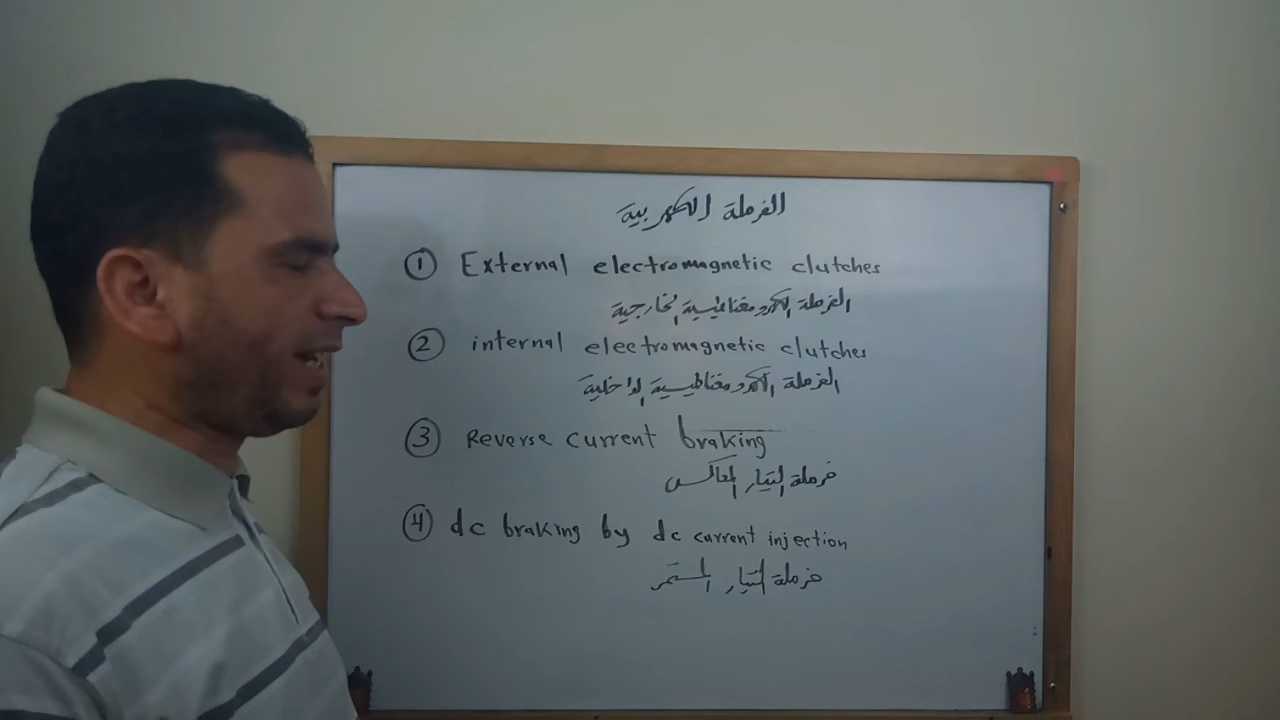 الفرملة الكهربية
① External electromagnetic clutches
الفرملة الكهرومغناطيسية الخارجية
② internal electromagnetic clutches
الفرملة الكهرومغناطيسية الداخلية
③ Reverse current braking
فرملة التيار المعاكس
④ dc braking by dc current injection
فرملة التيار المستمر